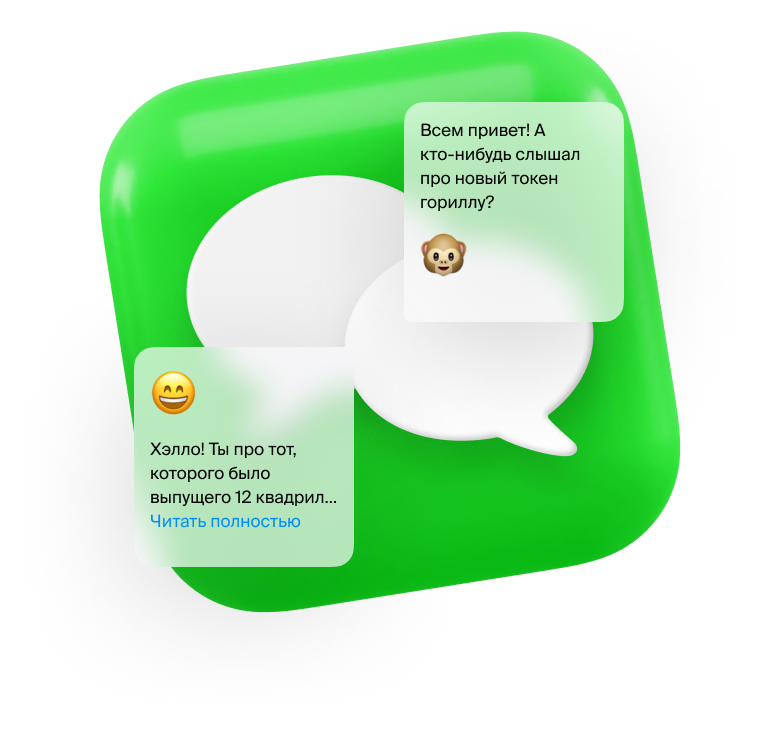 Всем привет! А
кто-нибудь слышал
про новый токен
гориллу?
Хэлло! Ты про тот,
которого было
выпущего 12 квадрил...
Читать полностью